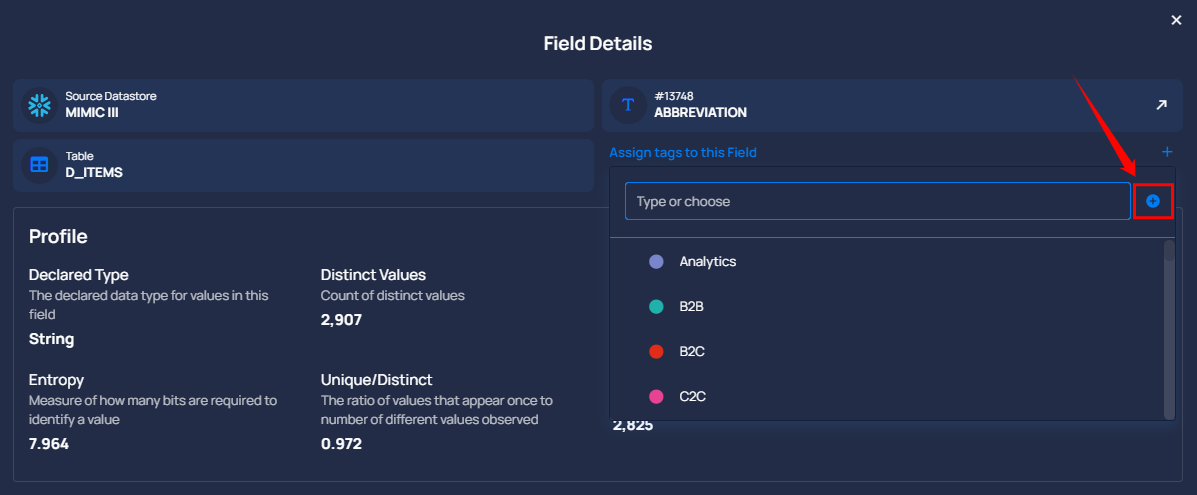 Field Details
Source Datastore
MIMIC III
#13748
ABBREVIATION
Table
D_ITEMS
Assign tags to this Field
Type or choose
Analytics
B2B
B2C
C2C
Profile
Declared Type
The declared data type for values in this
field
String
Distinct Values
Count of distinct values
2,907
Entropy
Measure of how many bits are required to
identify a value
7.964
Unique/Distinct
The ratio of values that appear once to
number of different values observed
0.972
2,825